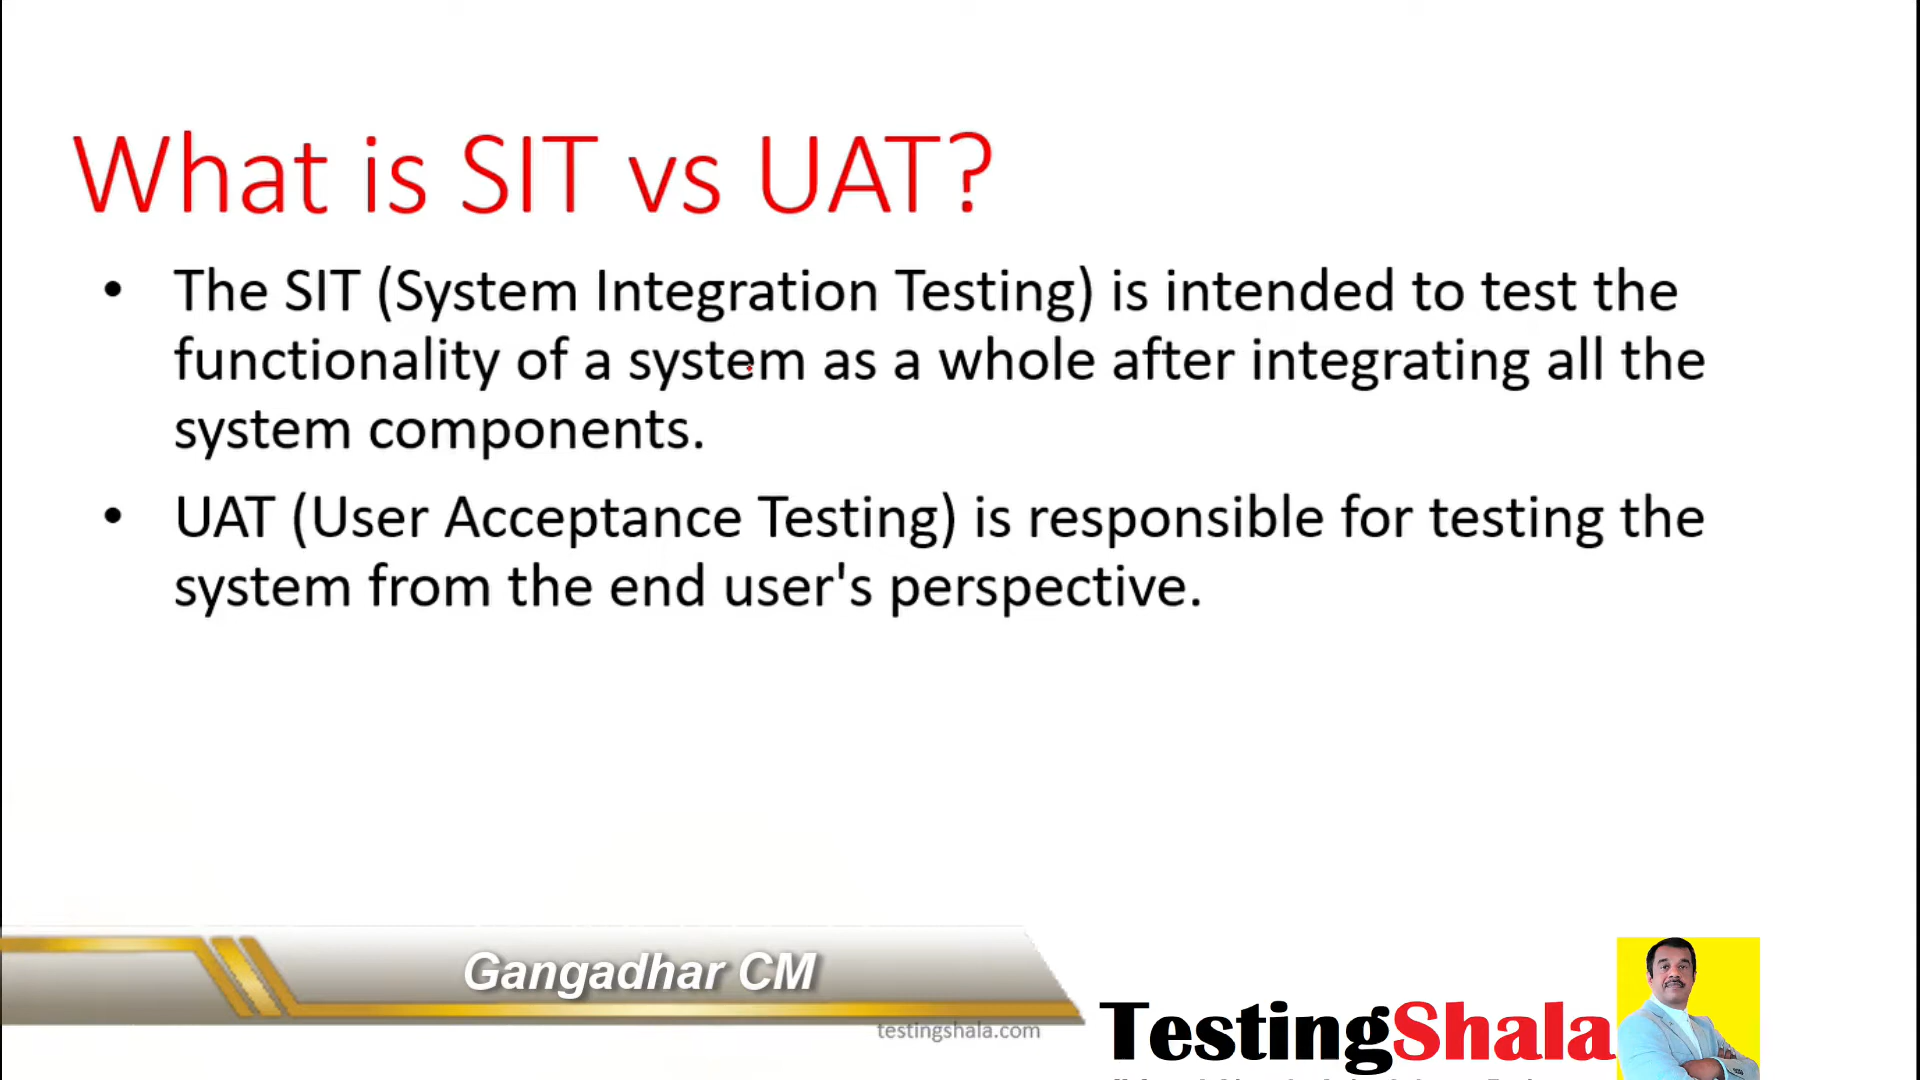 What is SIT vs UAT?
• The SIT (System Integration Testing) is intended to test the
functionality of a system as a whole after integrating all the
system components.
• UAT (User Acceptance Testing) is responsible for testing the
system from the end user's perspective.
Gangadhar CM
testingshala.com
TestingShala